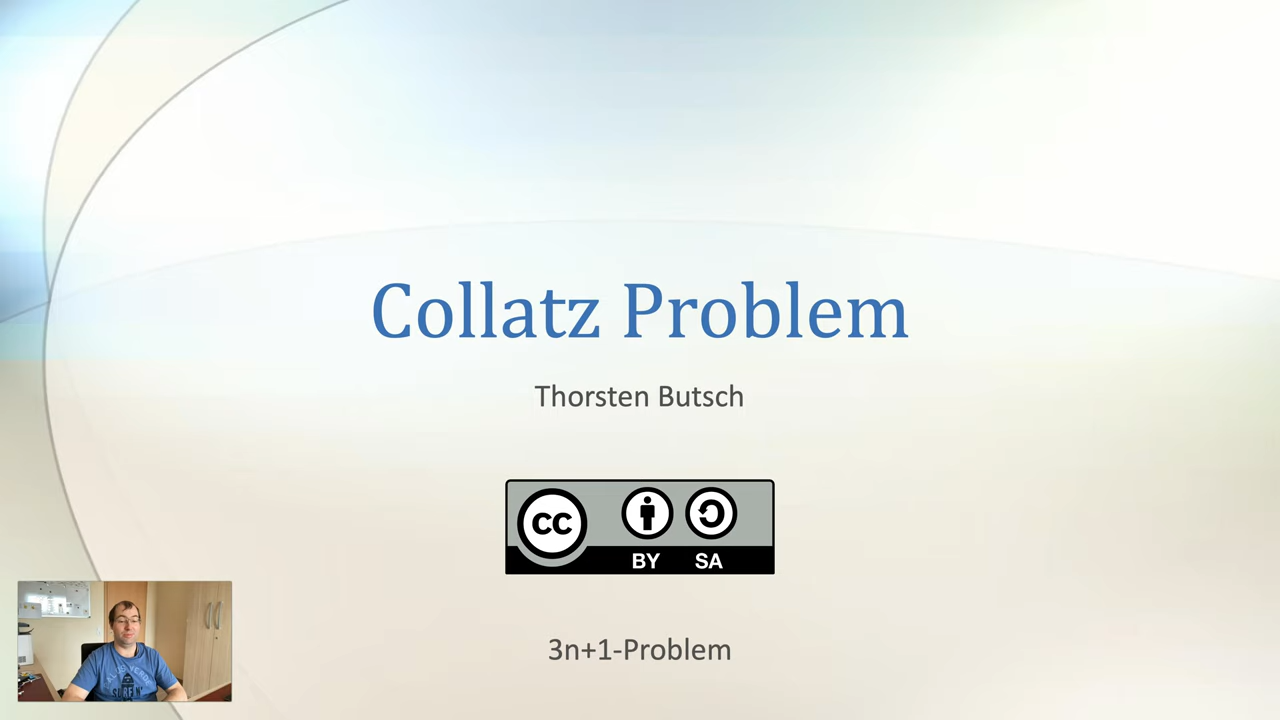 Collatz Problem
Thorsten Butsch
CC
BY SA
3n+1-Problem